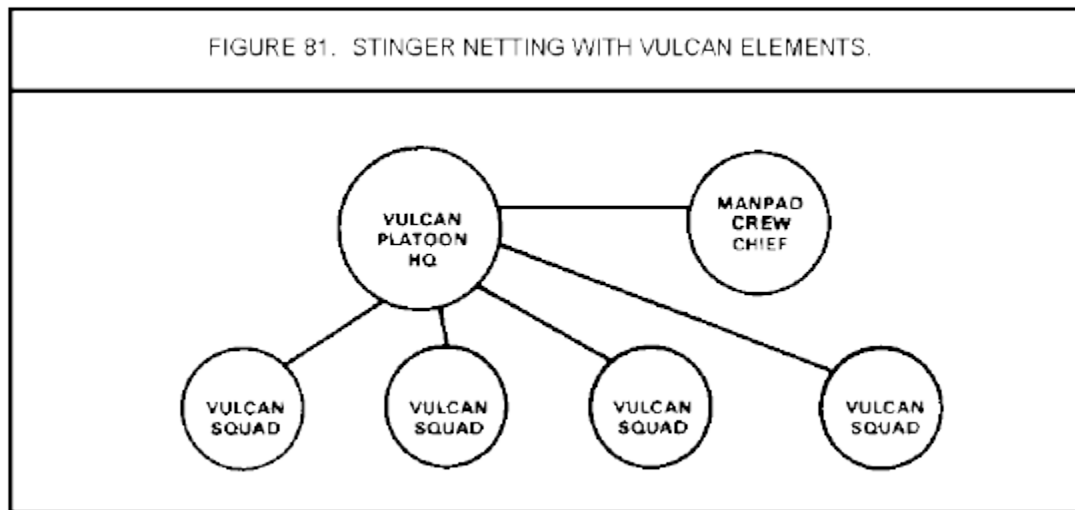 FIGURE 81. STINGER NETTING WITH VULCAN ELEMENTS.
VULCAN
PLATOON
HQ
MANPAD
CREW
CHIEF
VULCAN
SQUAD
VULCAN
SQUAD
VULCAN
SQUAD
VULCAN
SQUAD